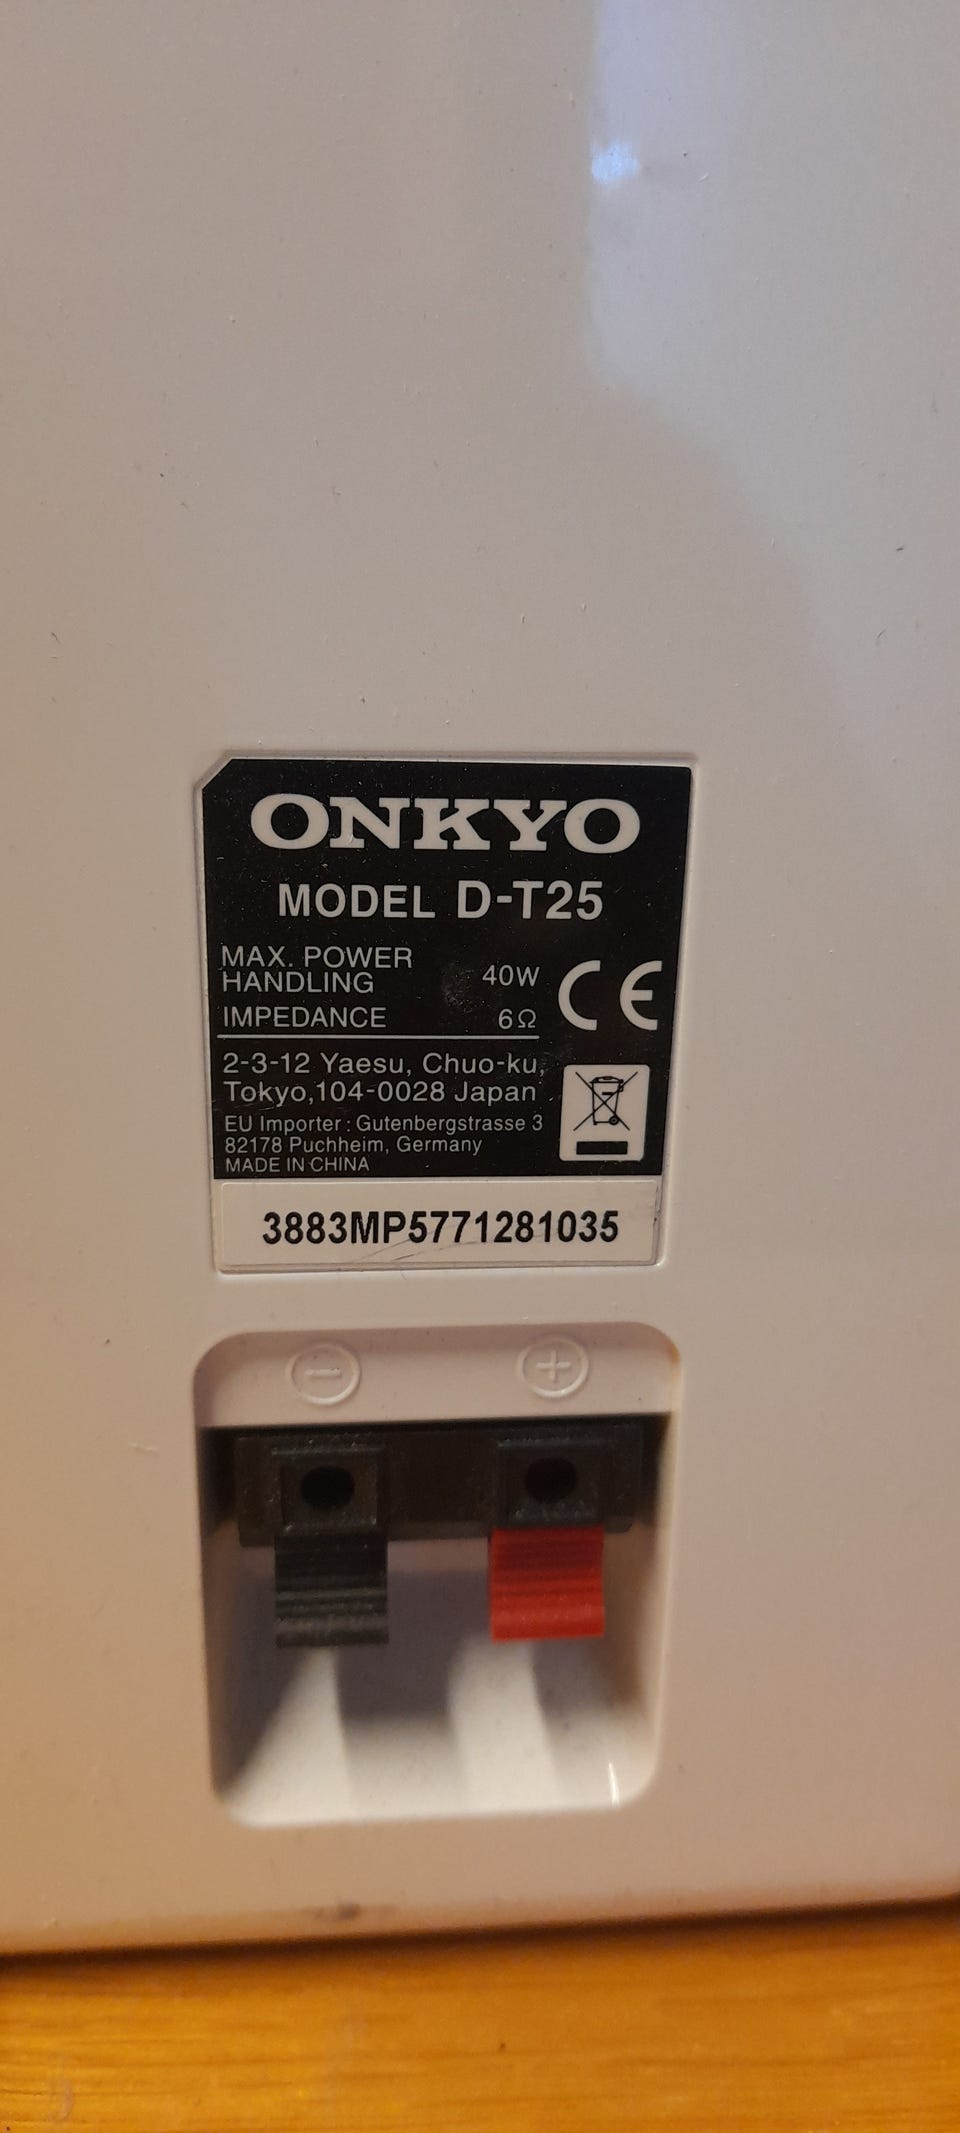 ONKYO
MODEL D-T25
MAX. POWER
HANDLING 40W
IMPEDANCE 6Ω
CE
2-3-12 Yaesu, Chuo-ku,
Tokyo,104-0028 Japan
EU Importer : Gutenbergstrasse 3
82178 Puchheim, Germany
MADE IN CHINA
3883MP5771281035
- +